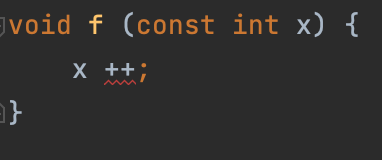 void f (const int x) {
    x ++;
}